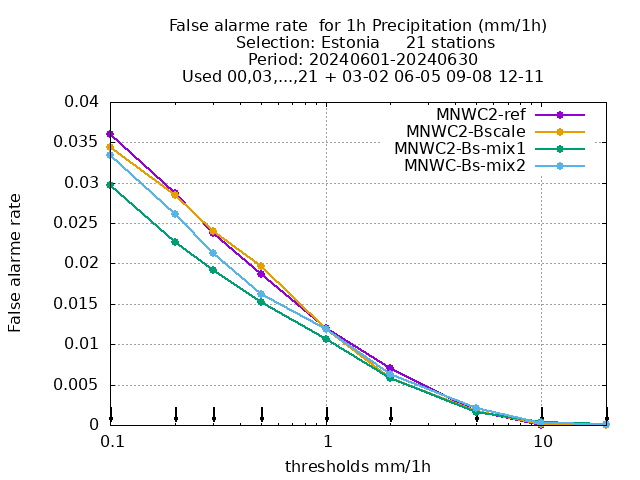 False alarme rate  for 1h Precipitation (mm/1h)
Selection: Estonia     21 stations
Period: 20240601-20240630
Used 00,03,...,21 + 03-02 06-05 09-08 12-11
MNWC2-ref
MNWC2-Bscale
MNWC2-Bs-mix1
MNWC-Bs-mix2
False alarme rate
0.04
0.035
0.03
0.025
0.02
0.015
0.01
0.005
0
0.1
1
10
thresholds mm/1h